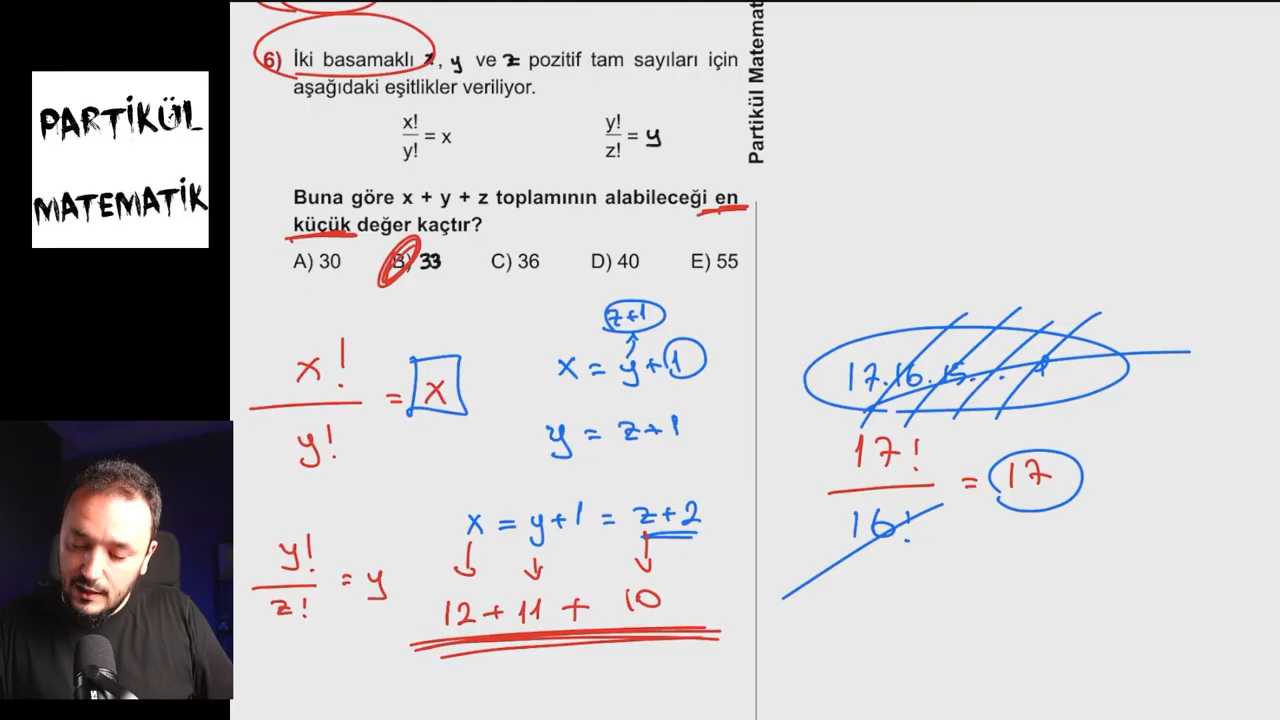 PARTİKÜL
MATEMATİK
6) İki basamaklı x, y ve z pozitif tam sayıları için
aşağıdaki eşitlikler veriliyor.
x!/y! = x
y!/z! = y
Buna göre x + y + z toplamının alabileceği en
küçük değer kaçtır?
A) 30 B) 33 C) 36 D) 40 E) 55
Partikül Matemat
x!/y! = x
z+1
x = y+1
y = z+1
x = y+1 = z+2
12 + 11 + 10
y!/z! = y
17.16.15. . . 1
17!/16! = 17